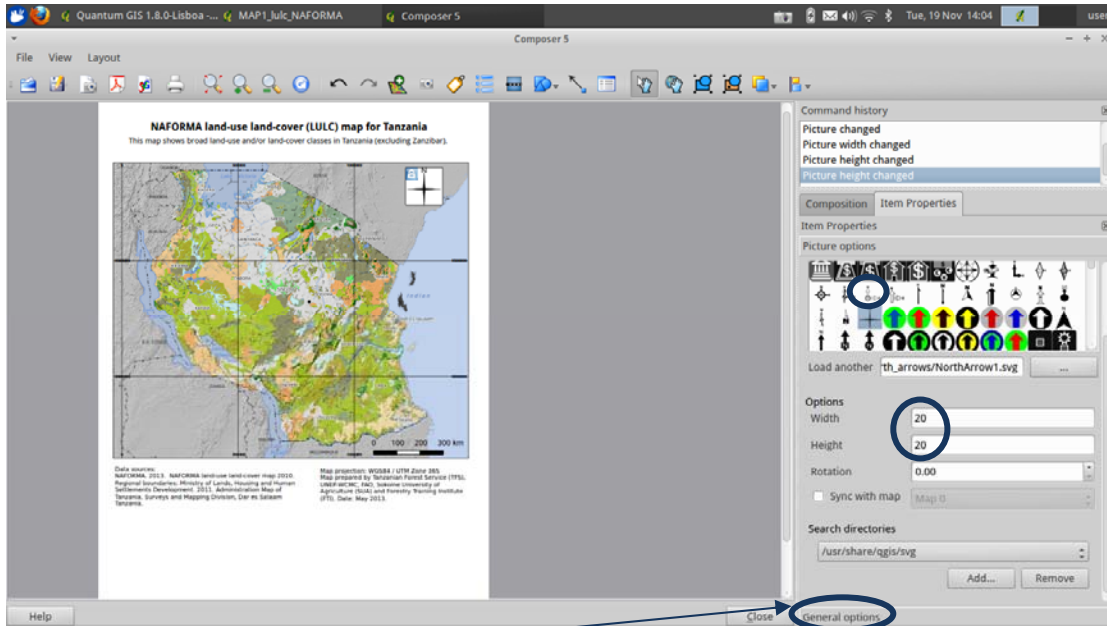 Quantum GIS 1.8.0-Lisboa -... MAP1_lulc_NAFORMA Composer 5 Tue, 19 Nov 14:04 user
Composer 5
File View Layout
NAFORMA land-use land-cover (LULC) map for Tanzania
This map shows broad land-use and/or land-cover classes in Tanzania (excluding Zanzibar).
N
0 100 200 300 km
Data sources:
NAFORMA. 2013. NAFORMA land-use land-cover map 2010.
Regional boundaries: Ministry of Lands, Housing and Human
Settlements Development. 2011. Administration Map of
Tanzania. Surveys and Mapping Division, Dar es Salaam
Tanzania.
Map projection: WGS84 / UTM Zone 36S
Map prepared by Tanzanian Forest Service (TFS),
UNEP-WCMC, FAO, Sokoine University of
Agriculture (SUA) and Forestry Training Institute
(FTI). Date: May 2013.
Command history
Picture changed
Picture width changed
Picture height changed
Picture height changed
Composition Item Properties
Item Properties
Picture options
Load another th_arrows/NorthArrow1.svg ...
Options
Width 20
Height 20
Rotation 0.00
Sync with map Map 0
Search directories
/usr/share/qgis/svg
Add... Remove
Help Close General options